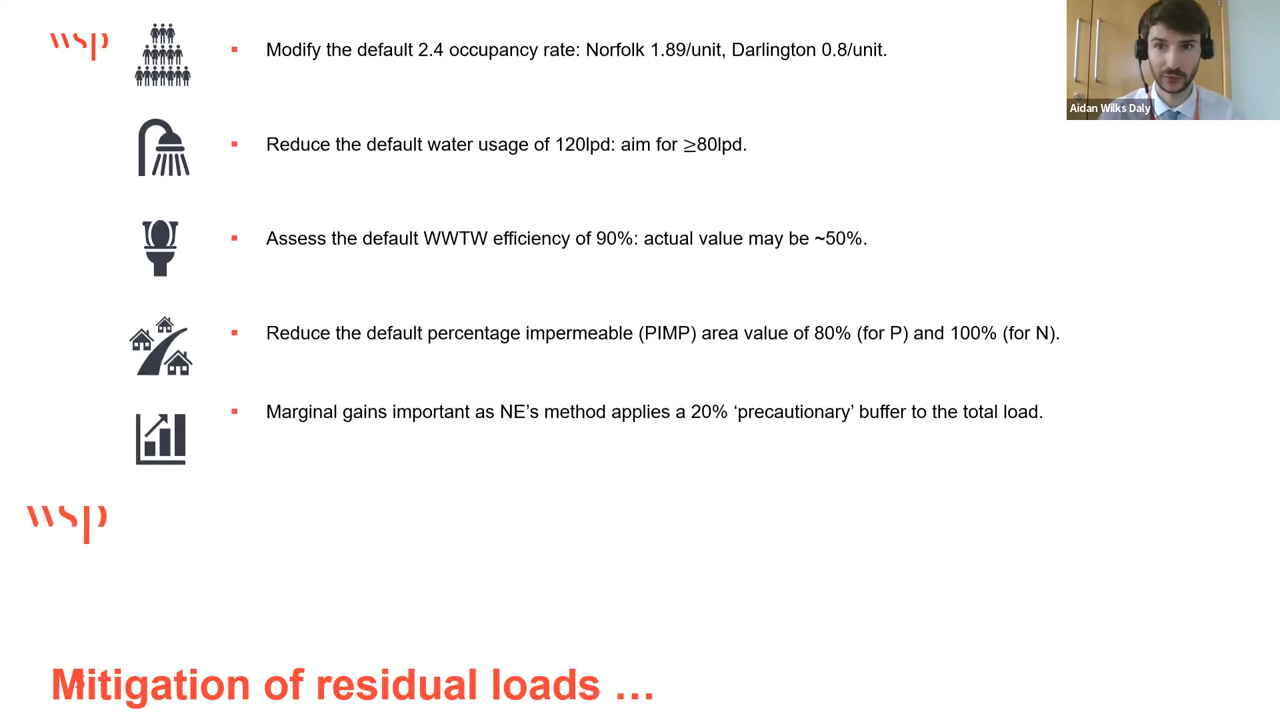 wsp
Modify the default 2.4 occupancy rate: Norfolk 1.89/unit, Darlington 0.8/unit.
Aidan Wilks Daly
Reduce the default water usage of 120lpd: aim for ≥80lpd.
Assess the default WWTW efficiency of 90%: actual value may be ~50%.
Reduce the default percentage impermeable (PIMP) area value of 80% (for P) and 100% (for N).
Marginal gains important as NE’s method applies a 20% ‘precautionary’ buffer to the total load.
wsp
Mitigation of residual loads …